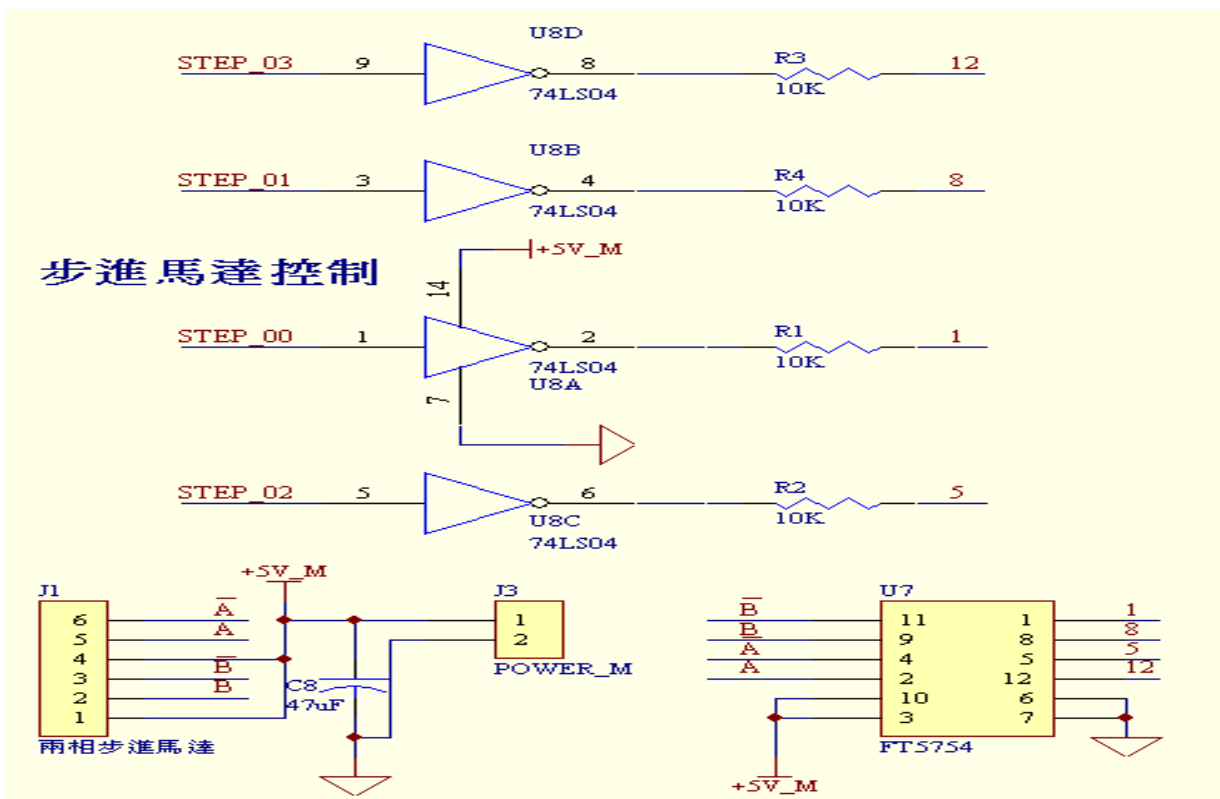 U8D
STEP_03 9 8 R3 12
74LS04 10K
U8B
STEP_01 3 4 R4 8
74LS04 10K
+5V_M
步進馬達控制
14
STEP_00 1 2 R1 1
74LS04 10K
U8A
7
STEP_02 5 6 R2 5
U8C 10K
74LS04
+5V_M
J1 J3 U7
6 A̅ 1 B̅ 11 1 1
5 A 2 B 9 8 8
4 POWER_M A̅ 4 5 5
3 B̅ A 2 12 12
2 B C8 10 6
1 47uF 3 7
兩相步進馬達 FT5754
+5V_M